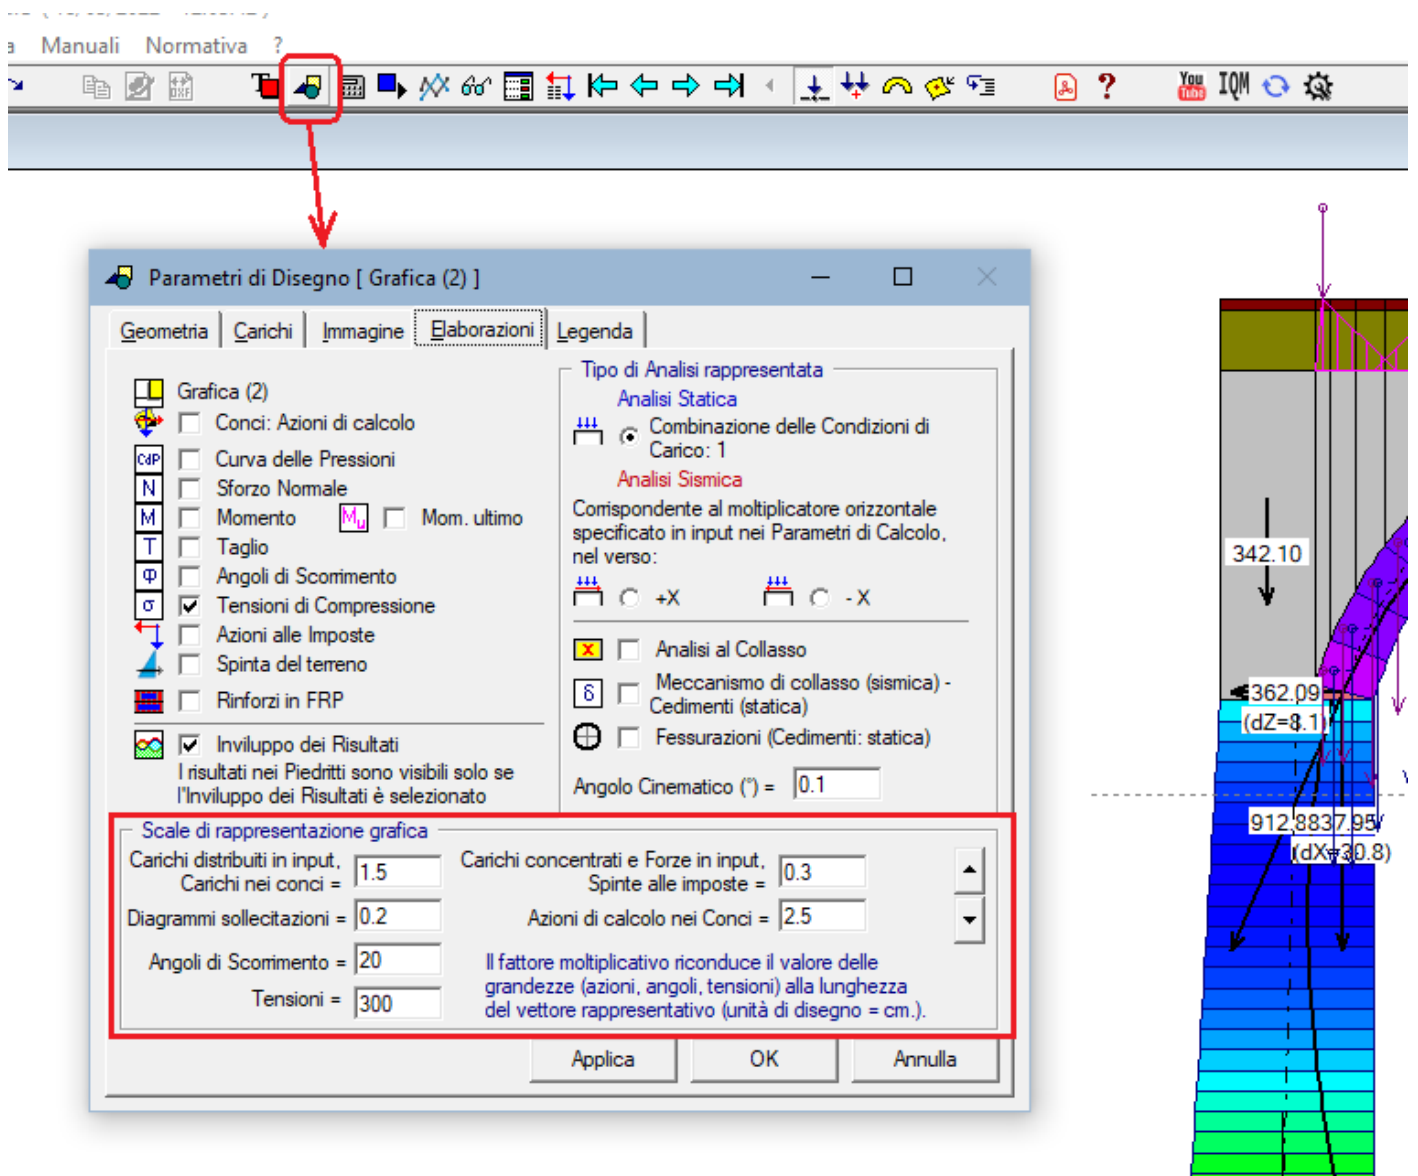 Manuali Normativa ?
DXF
You
Tube IQM
Parametri di Disegno [ Grafica (2) ]
Geometria Carichi Immagine Elaborazioni Legenda
Grafica (2)
Conci: Azioni di calcolo
CdP Curva delle Pressioni
N Sforzo Normale
M Momento Mu Mom. ultimo
T Taglio
Φ Angoli di Scorrimento
σ Tensioni di Compressione
Azioni alle Imposte
Spinta del terreno
Rinforzi in FRP
Inviluppo dei Risultati
I risultati nei Piedritti sono visibili solo se
l'Inviluppo dei Risultati è selezionato
Tipo di Analisi rappresentata
Analisi Statica
Combinazione delle Condizioni di
Carico: 1
Analisi Sismica
Corrispondente al moltiplicatore orizzontale
specificato in input nei Parametri di Calcolo,
nel verso:
+X - X
x Analisi al Collasso
δ Meccanismo di collasso (sismica) -
Cedimenti (statica)
Fessurazioni (Cedimenti: statica)
Angolo Cinematico (°) = 0.1
Scale di rappresentazione grafica
Carichi distribuiti in input,
Carichi nei conci = 1.5
Carichi concentrati e Forze in input,
Spinte alle imposte = 0.3
Diagrammi sollecitazioni = 0.2
Azioni di calcolo nei Conci = 2.5
Angoli di Scorrimento = 20
Tensioni = 300
Il fattore moltiplicativo riconduce il valore delle
grandezze (azioni, angoli, tensioni) alla lunghezza
del vettore rappresentativo (unità di disegno = cm.).
Applica OK Annulla
342.10
362.09
(dZ=8.1)
912.8837.95
(dX=30.8)